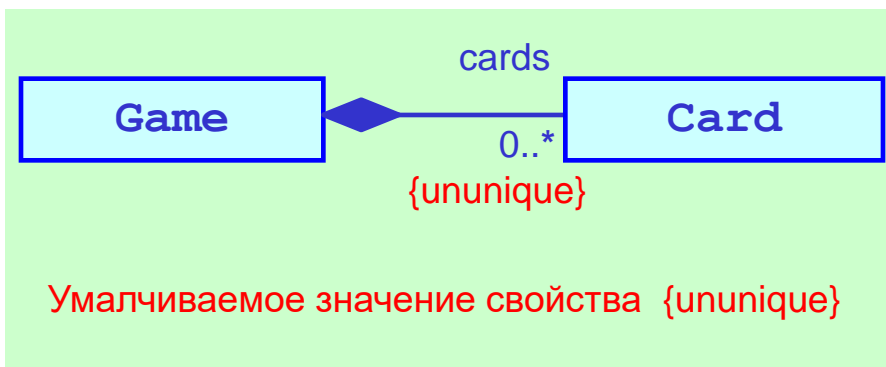 cards
Game
Card
0..*
{ununique}
Умалчиваемое значение свойства {ununique}